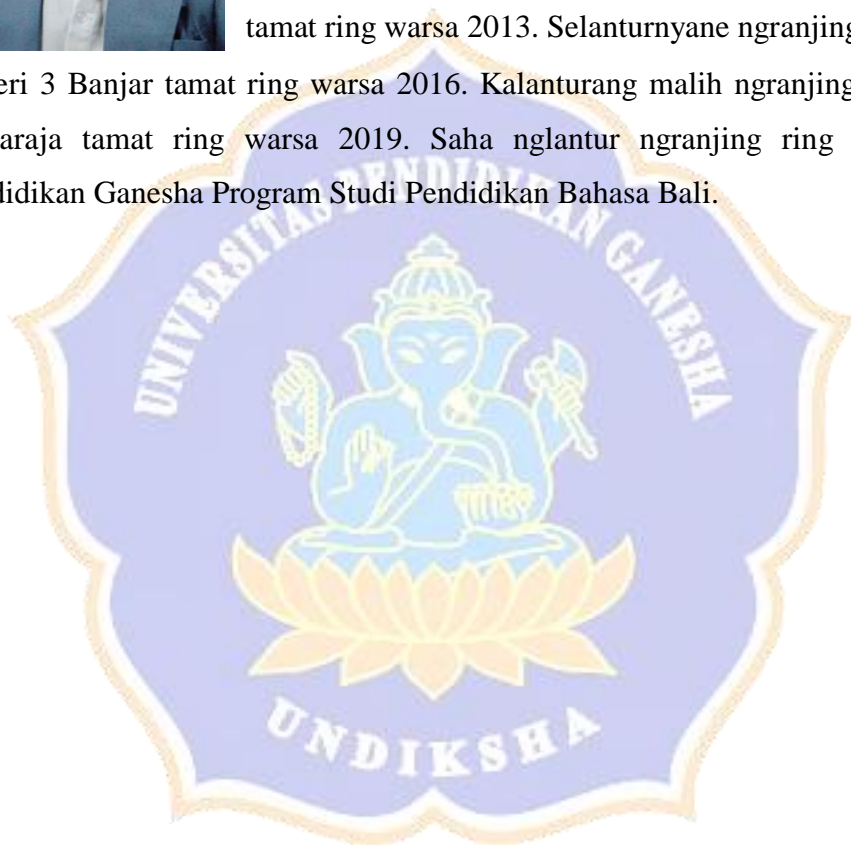 tamat ring warsa 2013. Selanturnyane ngranjing
eri 3 Banjar tamat ring warsa 2016. Kalanturang malih ngranjing
araja tamat ring warsa 2019. Saha nglantur ngranjing ring
didikan Ganesha Program Studi Pendidikan Bahasa Bali.
UNIVERSITAS PENDIDIKAN GANESHA
UNDIKSHA